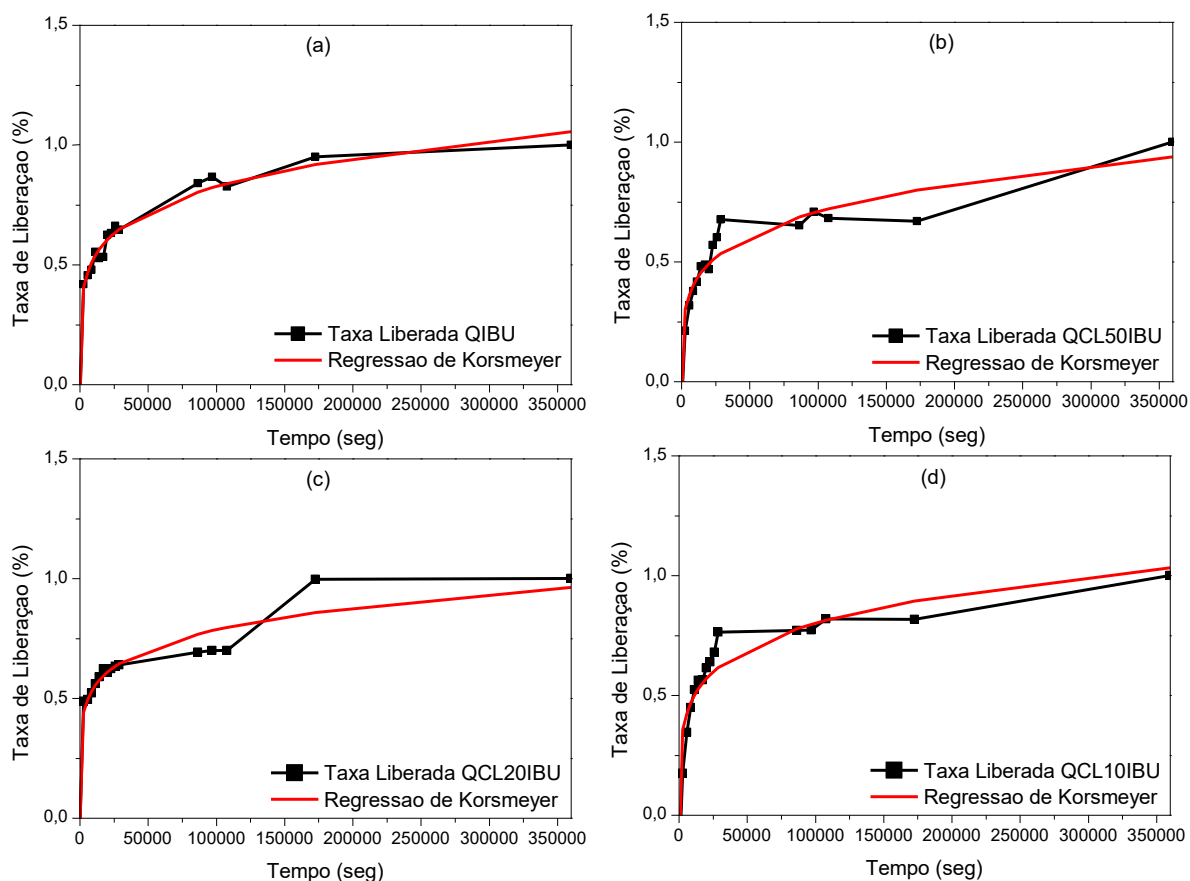 (a)
1,5
1,0
0,5
0,0
Taxa de Liberaçao (%)
Taxa Liberada QIBU
Regressao de Korsmeyer
0 50000 100000 150000 200000 250000 300000 350000
Tempo (seg)
(b)
1,5
1,0
0,5
0,0
Taxa de Liberaçao (%)
Taxa Liberada QCL50IBU
Regressao de Korsmeyer
0 50000 100000 150000 200000 250000 300000 350000
Tempo (seg)
(c)
1,5
1,0
0,5
0,0
Taxa de Liberaçao (%)
Taxa Liberada QCL20IBU
Regressao de Korsmeyer
0 50000 100000 150000 200000 250000 300000 350000
Tempo (seg)
(d)
1,5
1,0
0,5
0,0
Taxa de Liberaçao (%)
Taxa Liberada QCL10IBU
Regressao de Korsmeyer
0 50000 100000 150000 200000 250000 300000 350000
Tempo (seg)